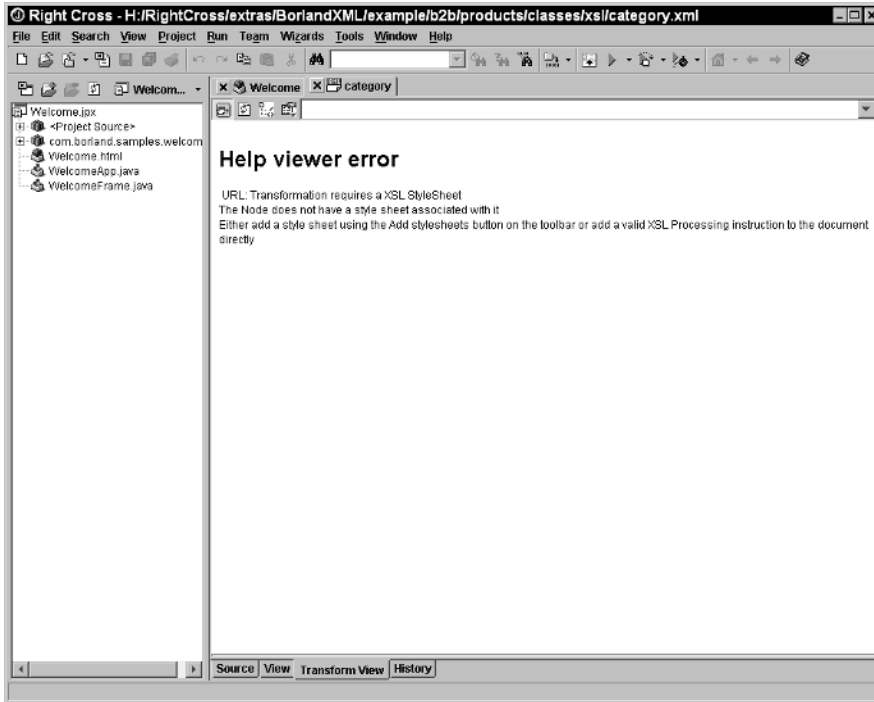 Right Cross - H:/RightCross/extras/BorlandXML/example/b2b/products/classes/xsl/category.xml
File Edit Search View Project Run Team Wizards Tools Window Help
Welcom...
Welcome category
Welcome.jpx
<Project Source>
com.borland.samples.welcom
Welcome.html
WelcomeApp.java
WelcomeFrame.java
Help viewer error
URL: Transformation requires a XSL StyleSheet
The Node does not have a style sheet associated with it
Either add a style sheet using the Add stylesheets button on the toolbar or add a valid XSL Processing instruction to the document
directly
Source View Transform View History